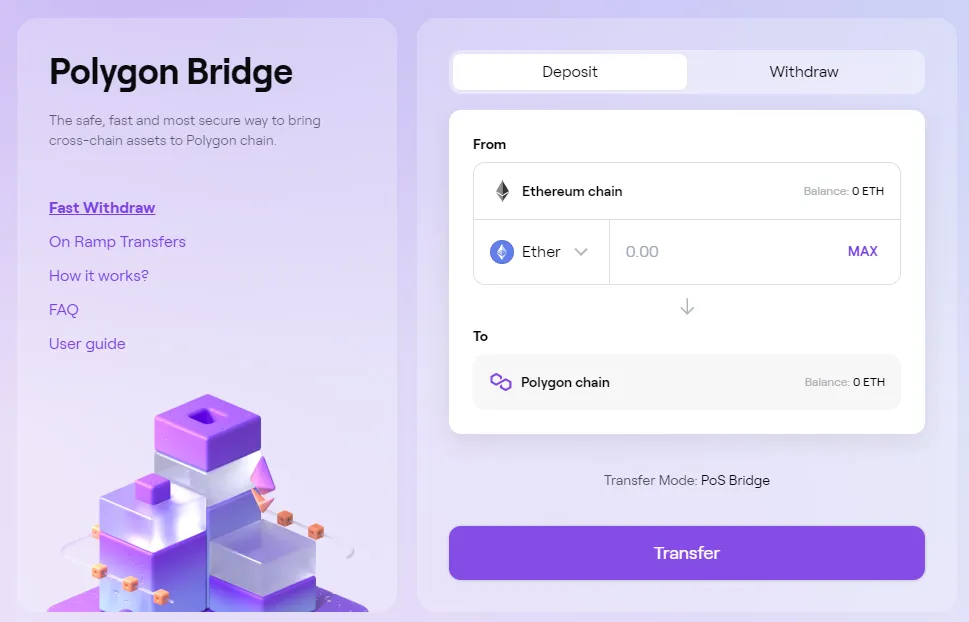 Polygon Bridge
The safe, fast and most secure way to bring
cross-chain assets to Polygon chain.
Fast Withdraw
On Ramp Transfers
How it works?
FAQ
User guide
Deposit
Withdraw
From
Ethereum chain
Balance: 0 ETH
Ether
0.00
MAX
To
Polygon chain
Balance: 0 ETH
Transfer Mode: PoS Bridge
Transfer